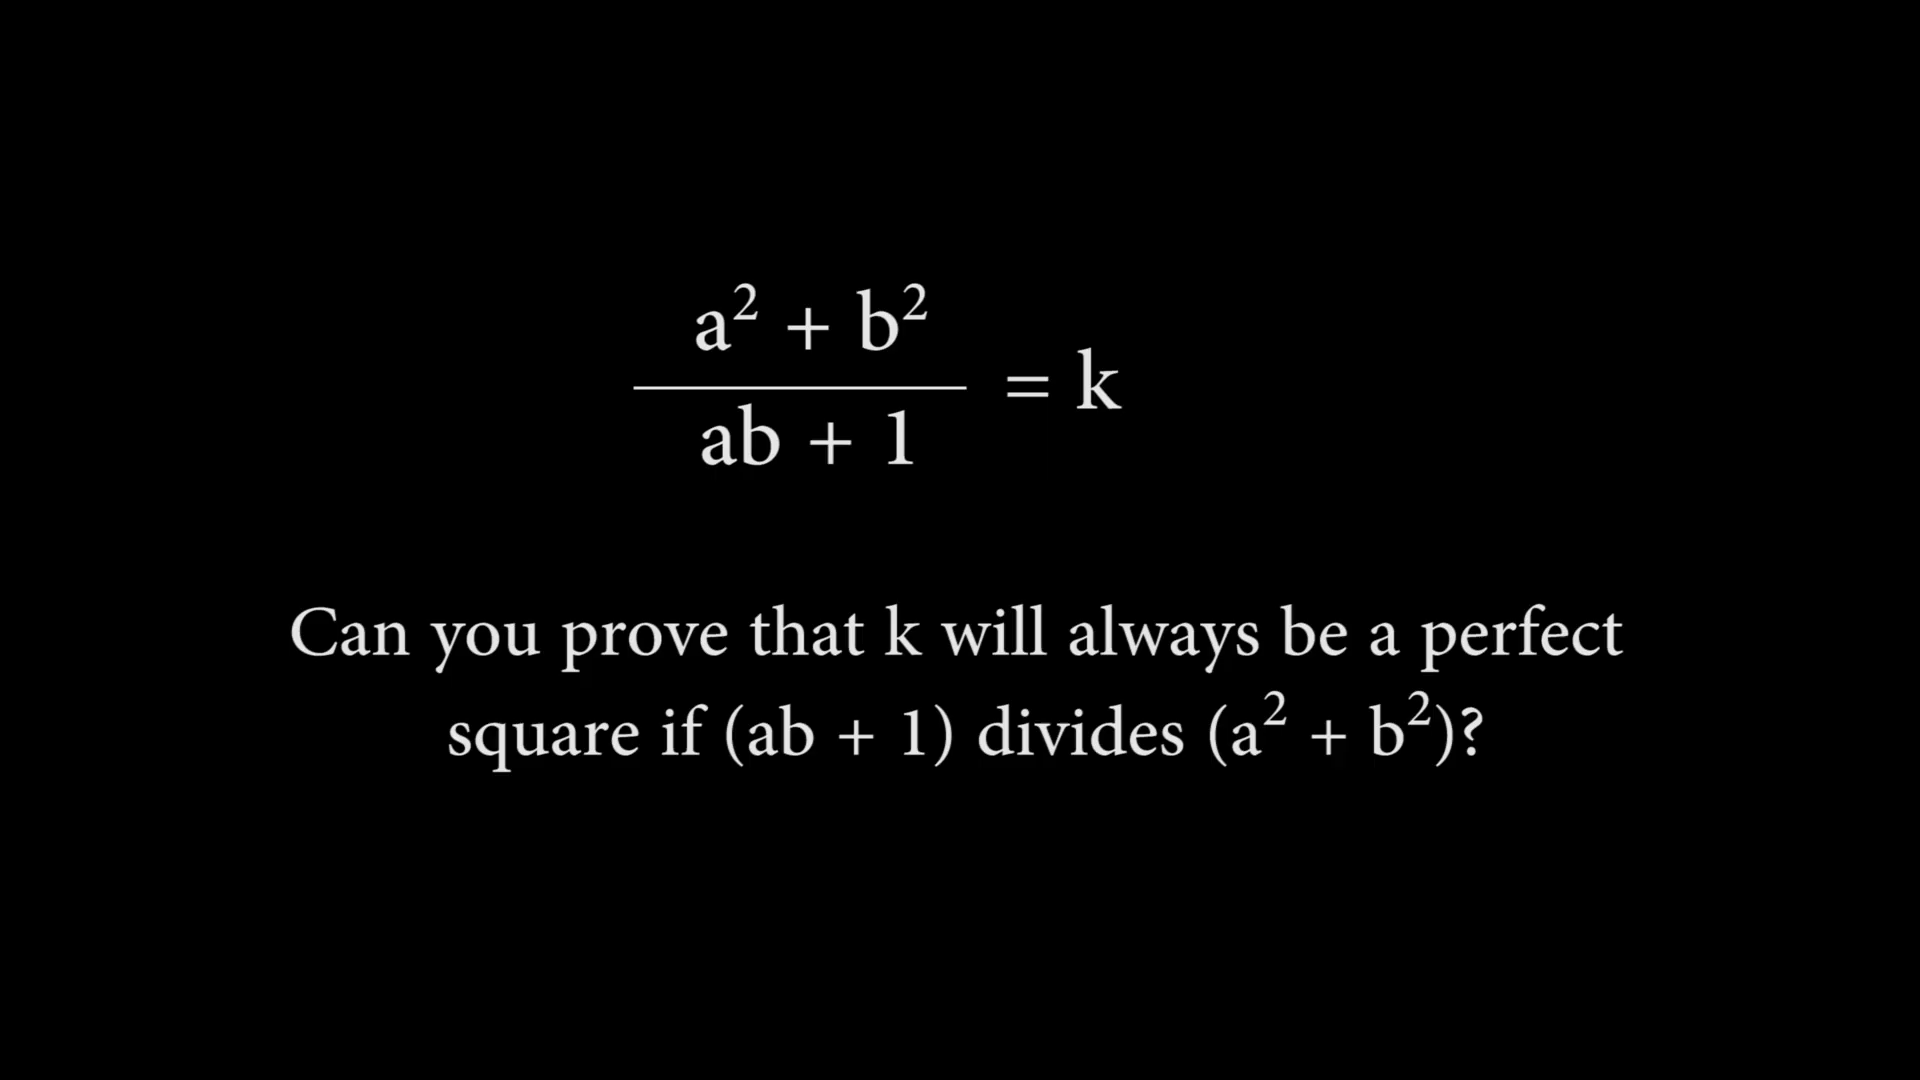 a² + b²
ab + 1
= k
Can you prove that k will always be a perfect
square if (ab + 1) divides (a² + b²)?